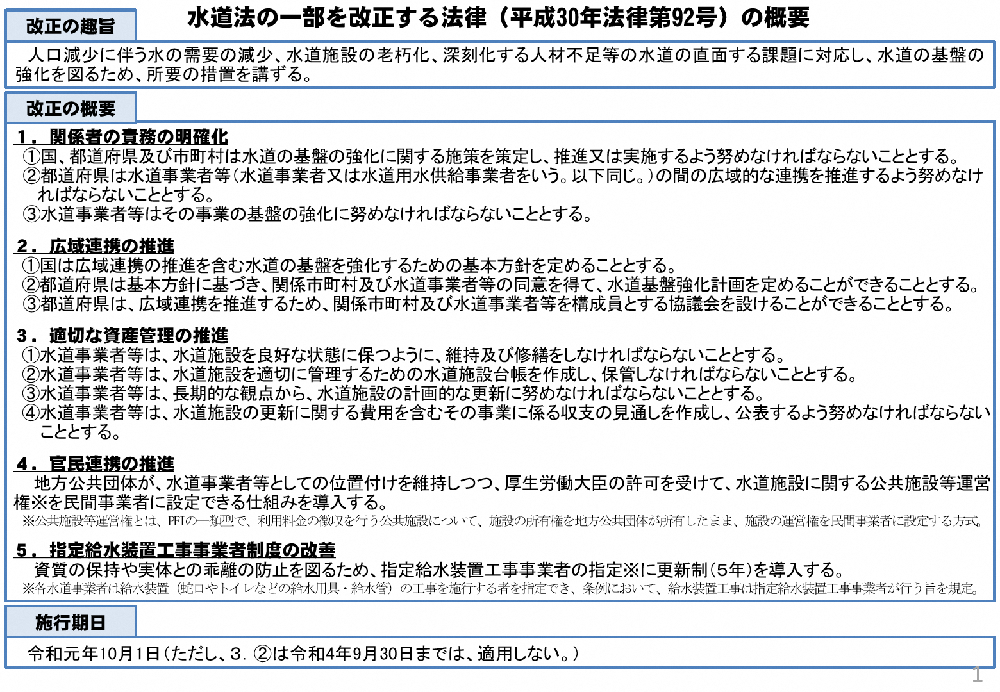 水道法の一部を改正する法律（平成30年法律第92号）の概要
改正の趣旨
人口減少に伴う水の需要の減少、水道施設の老朽化、深刻化する人材不足等の水道の直面する課題に対応し、水道の基盤の
強化を図るため、所要の措置を講ずる。
改正の概要
１．関係者の責務の明確化
①国、都道府県及び市町村は水道の基盤の強化に関する施策を策定し、推進又は実施するよう努めなければならないこととする。
②都道府県は水道事業者等（水道事業者又は水道用水供給事業者をいう。以下同じ。）の間の広域的な連携を推進するよう努めなけ
ればならないこととする。
③水道事業者等はその事業の基盤の強化に努めなければならないこととする。
２．広域連携の推進
①国は広域連携の推進を含む水道の基盤を強化するための基本方針を定めることとする。
②都道府県は基本方針に基づき、関係市町村及び水道事業者等の同意を得て、水道基盤強化計画を定めることができることとする。
③都道府県は、広域連携を推進するため、関係市町村及び水道事業者等を構成員とする協議会を設けることができることとする。
３．適切な資産管理の推進
①水道事業者等は、水道施設を良好な状態に保つように、維持及び修繕をしなければならないこととする。
②水道事業者等は、水道施設を適切に管理するための水道施設台帳を作成し、保管しなければならないこととする。
③水道事業者等は、長期的な観点から、水道施設の計画的な更新に努めなければならないこととする。
④水道事業者等は、水道施設の更新に関する費用を含むその事業に係る収支の見通しを作成し、公表するよう努めなければならない
こととする。
４．官民連携の推進
地方公共団体が、水道事業者等としての位置付けを維持しつつ、厚生労働大臣の許可を受けて、水道施設に関する公共施設等運営
権※を民間事業者に設定できる仕組みを導入する。
※公共施設等運営権とは、PFIの一類型で、利用料金の徴収を行う公共施設について、施設の所有権を地方公共団体が所有したまま、施設の運営権を民間事業者に設定する方式。
５．指定給水装置工事事業者制度の改善
資質の保持や実体との乖離の防止を図るため、指定給水装置工事事業者の指定※に更新制（５年）を導入する。
※各水道事業者は給水装置（蛇口やトイレなどの給水用具・給水管）の工事を施行する者を指定でき、条例において、給水装置工事は指定給水装置工事事業者が行う旨を規定。
施行期日
令和元年10月1日（ただし、３．②は令和4年9月30日までは、適用しない。）
1